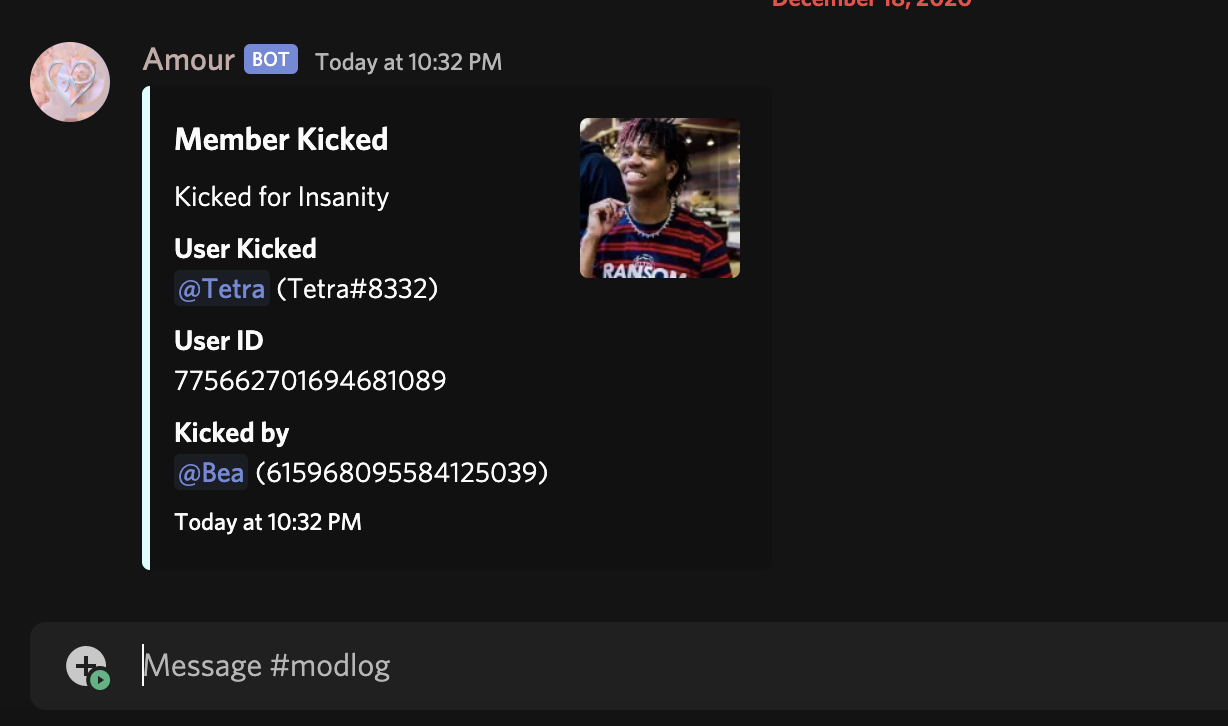 December 18, 2020
Amour BOT Today at 10:32 PM
Member Kicked
Kicked for Insanity
User Kicked
@Tetra (Tetra#8332)
User ID
775662701694681089
Kicked by
@Bea (615968095584125039)
Today at 10:32 PM
RANSOM
Message #modlog